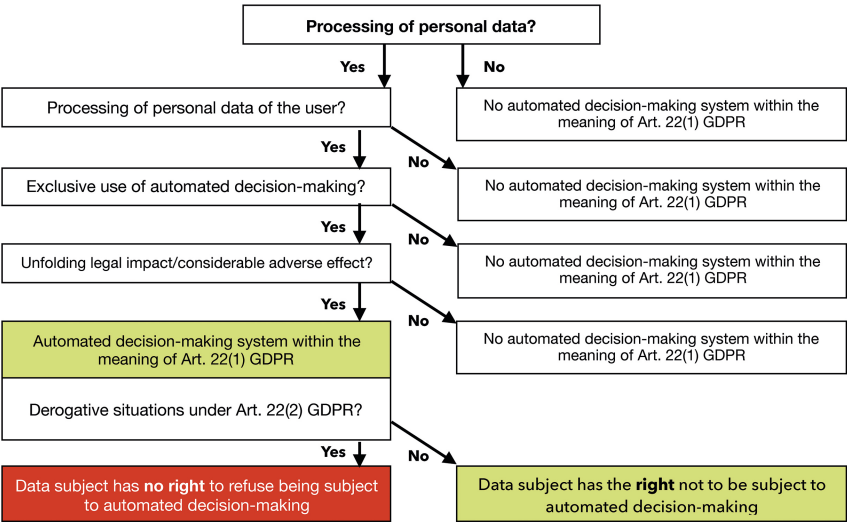 Processing of personal data?
Yes
No
Processing of personal data of the user?
No automated decision-making system within the
meaning of Art. 22(1) GDPR
Yes
No
Exclusive use of automated decision-making?
No automated decision-making system within the
meaning of Art. 22(1) GDPR
Yes
No
Unfolding legal impact/considerable adverse effect?
No automated decision-making system within the
meaning of Art. 22(1) GDPR
Yes
No
Automated decision-making system within the
meaning of Art. 22(1) GDPR
No automated decision-making system within the
meaning of Art. 22(1) GDPR
Derogative situations under Art. 22(2) GDPR?
Yes
No
Data subject has no right to refuse being subject
to automated decision-making
Data subject has the right not to be subject to
automated decision-making